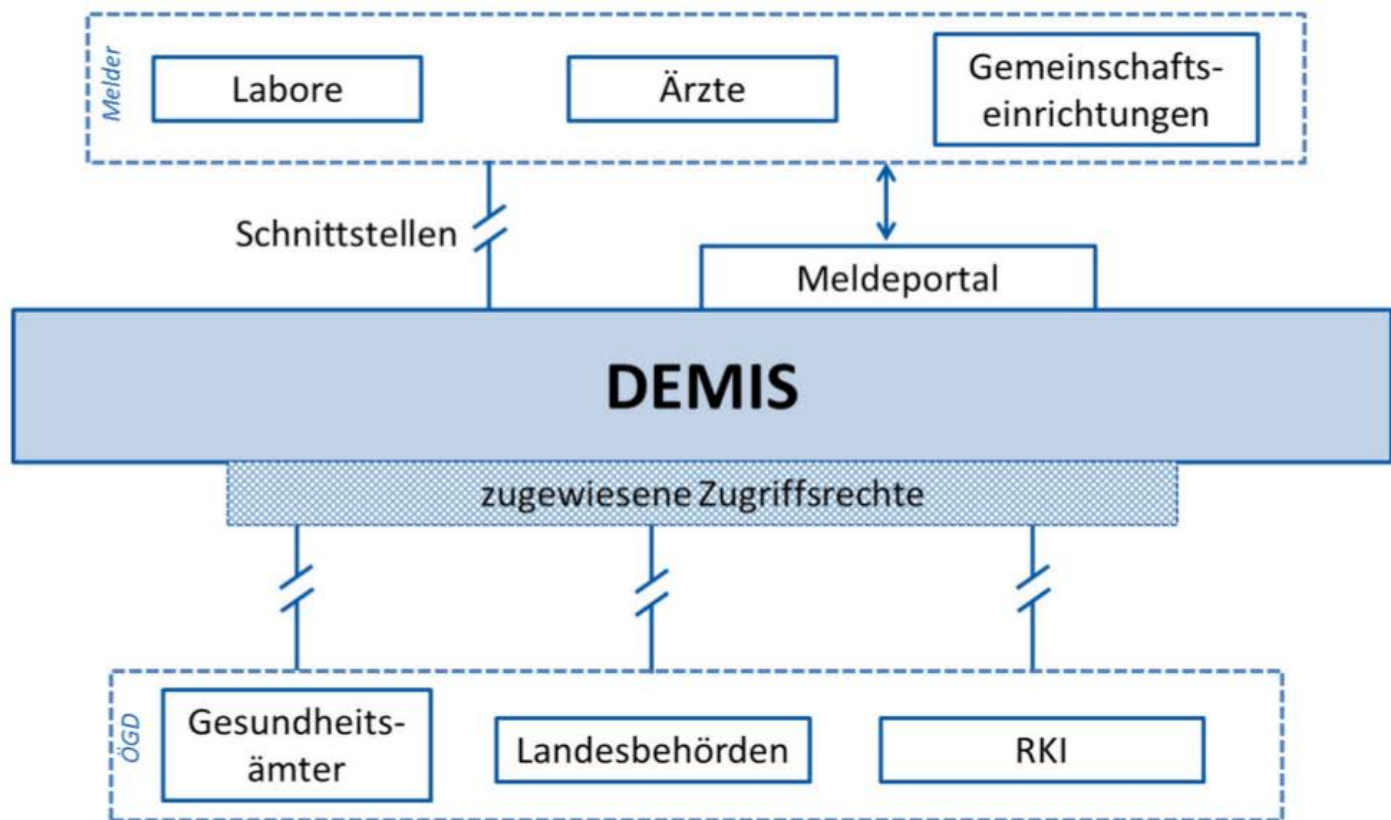 Melder
Labore
Ärzte
Gemeinschafts-
einrichtungen
Schnittstellen
Meldeportal
DEMIS
zugewiesene Zugriffsrechte
ÖGD
Gesundheits-
ämter
Landesbehörden
RKI